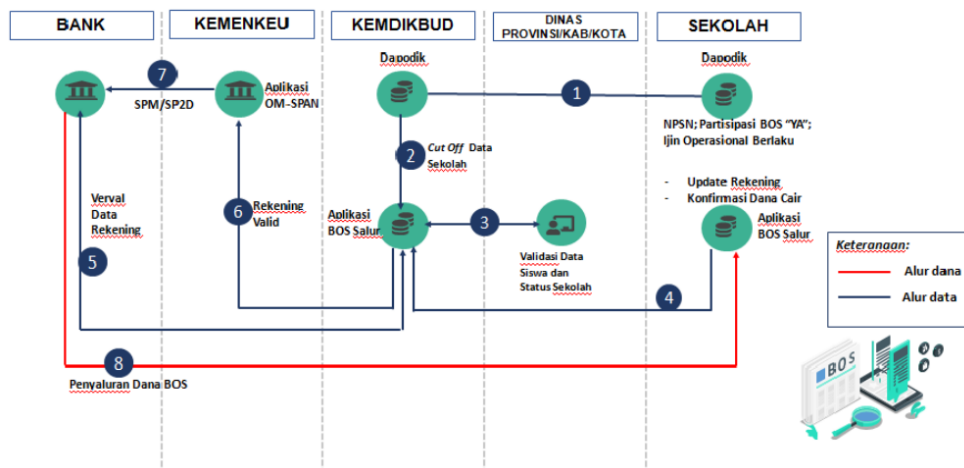 BANK
KEMENKEU
KEMDIKBUD
DINAS
PROVINSI/KAB/KOTA
SEKOLAH
Dapodik
Dapodik
7
Aplikasi
OM-SPAN
SPM/SP2D
1
NPSN; Partisipasi BOS "YA";
Ijin Operasional Berlaku
2
Cut Off Data
Sekolah
- Update Rekening
- Konfirmasi Dana Cair
Verval
Data
Rekening
6
Rekening
Valid
Aplikasi
BOS Salur
3
Aplikasi
BOS Salur
Validasi Data
Siswa dan
Status Sekolah
5
4
Keteranaan:
Alur dana
Alur data
8
Penyaluran Dana BOS
BOS